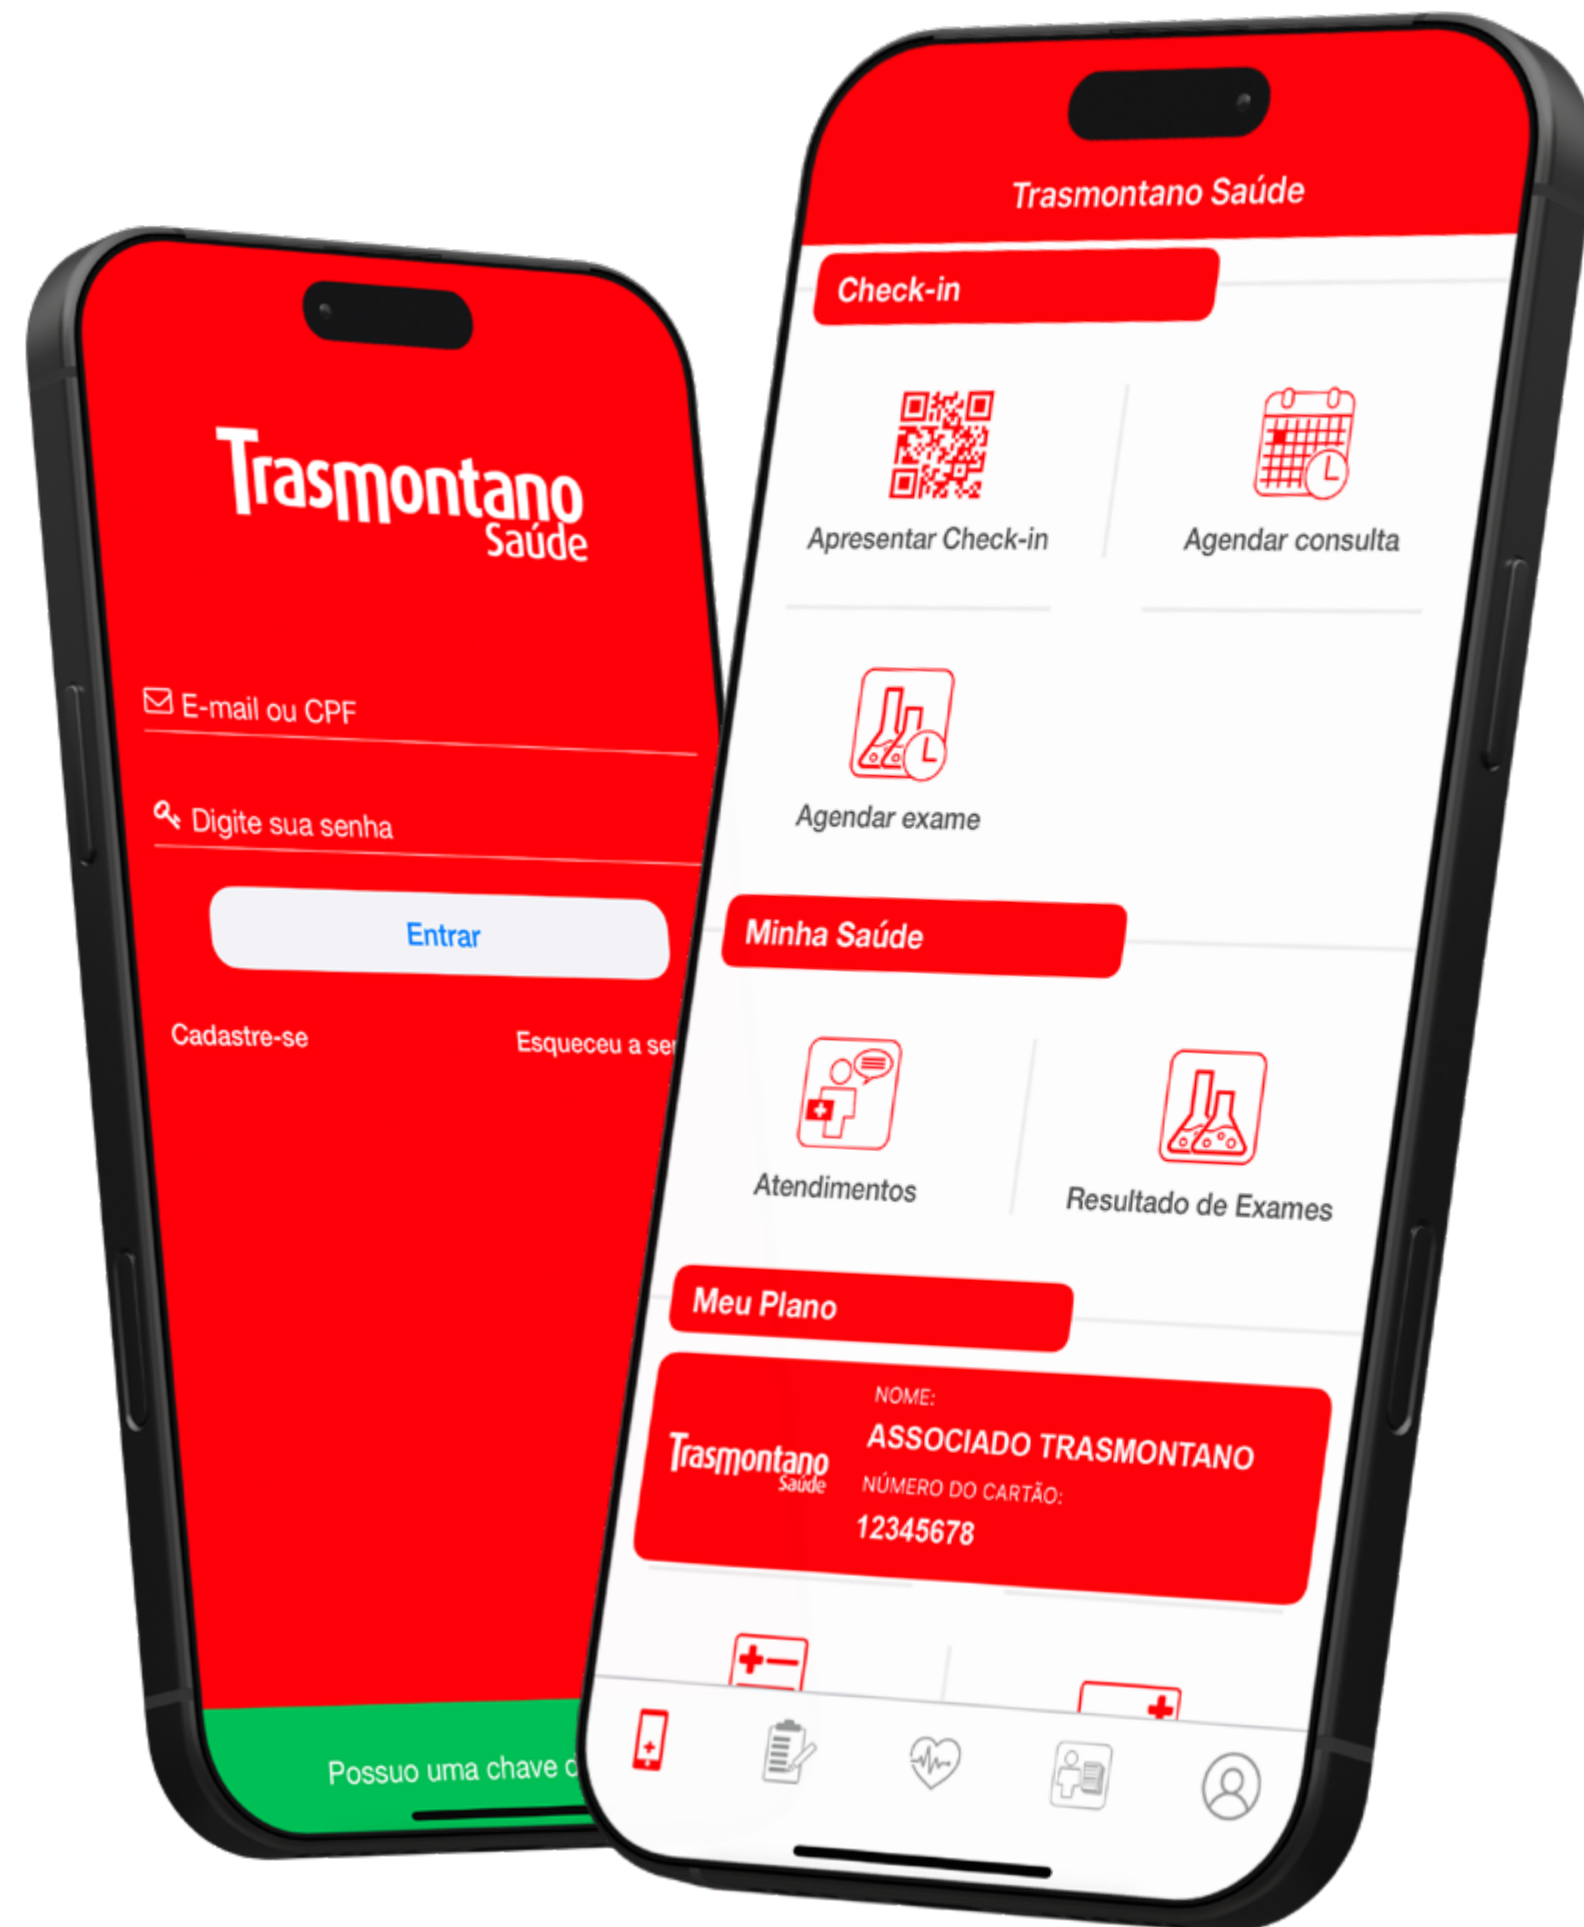 Trasmontano
Saúde
E-mail ou CPF
Digite sua senha
Entrar
Cadastre-se
Esqueceu a
Possuo uma chave
Trasmontano Saúde
Check-in
Apresentar Check-in
Agendar consulta
Agendar exame
Minha Saúde
Atendimentos
Resultado de Exames
Meu Plano
Trasmontano
Saúde
NOME:
ASSOCIADO TRASMONTANO
NÚMERO DO CARTÃO:
12345678